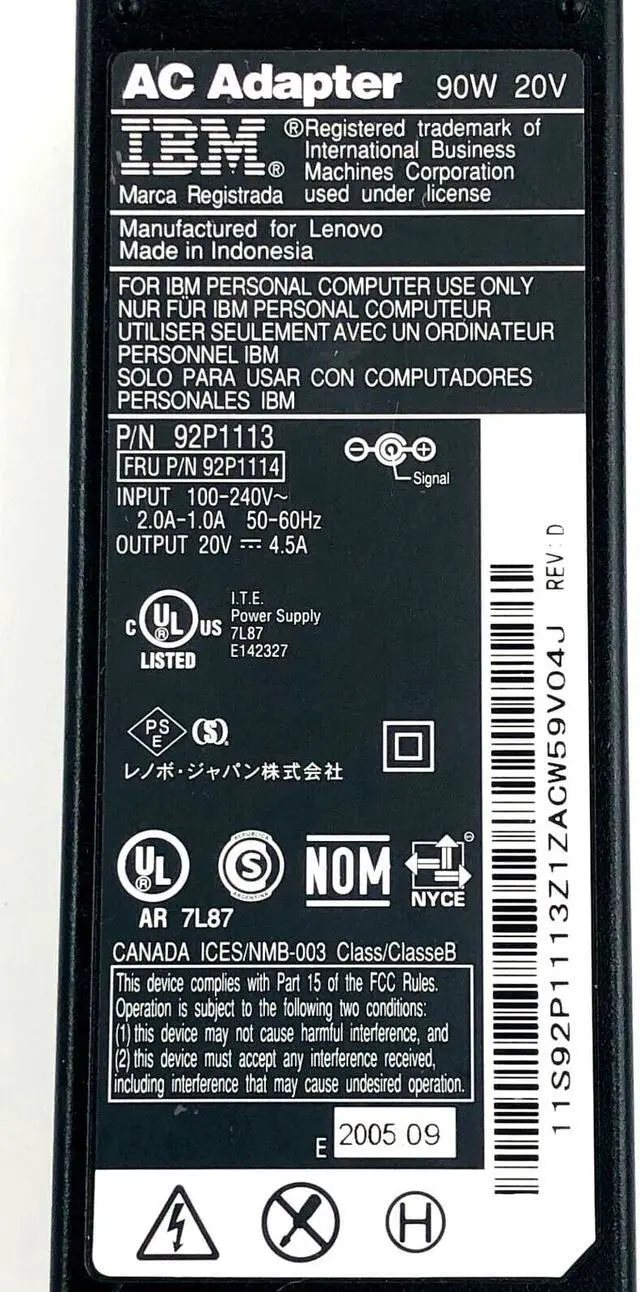 AC Adapter 90W 20V
IBM® ®Registered trademark of
International Business
Machines Corporation
Marca Registrada used under license
Manufactured for Lenovo
Made in Indonesia
FOR IBM PERSONAL COMPUTER USE ONLY
NUR FÜR IBM PERSONAL COMPUTEUR
UTILISER SEULEMENT AVEC UN ORDINATEUR
PERSONNEL IBM
SOLO PARA USAR CON COMPUTADORES
PERSONALES IBM
P/N 92P1113
FRU P/N 92P1114
Signal
INPUT 100-240V~
2.0A-1.0A 50-60Hz
OUTPUT 20V ⎓ 4.5A
C UL® US
LISTED
I.T.E.
Power Supply
7L87
E142327
PS
E
(S)
レノボ・ジャパン株式会社
UL®
AR 7L87
REPUBLICA
S
ARGENTINA
NOM
NYCE
CANADA ICES/NMB-003 Class/ClasseB
This device complies with Part 15 of the FCC Rules.
Operation is subject to the following two conditions:
(1) this device may not cause harmful interference, and
(2) this device must accept any interference received,
including interference that may cause undesired operation.
E 2005 09
H
11S92P1113Z1ZACW59V04J REV: D